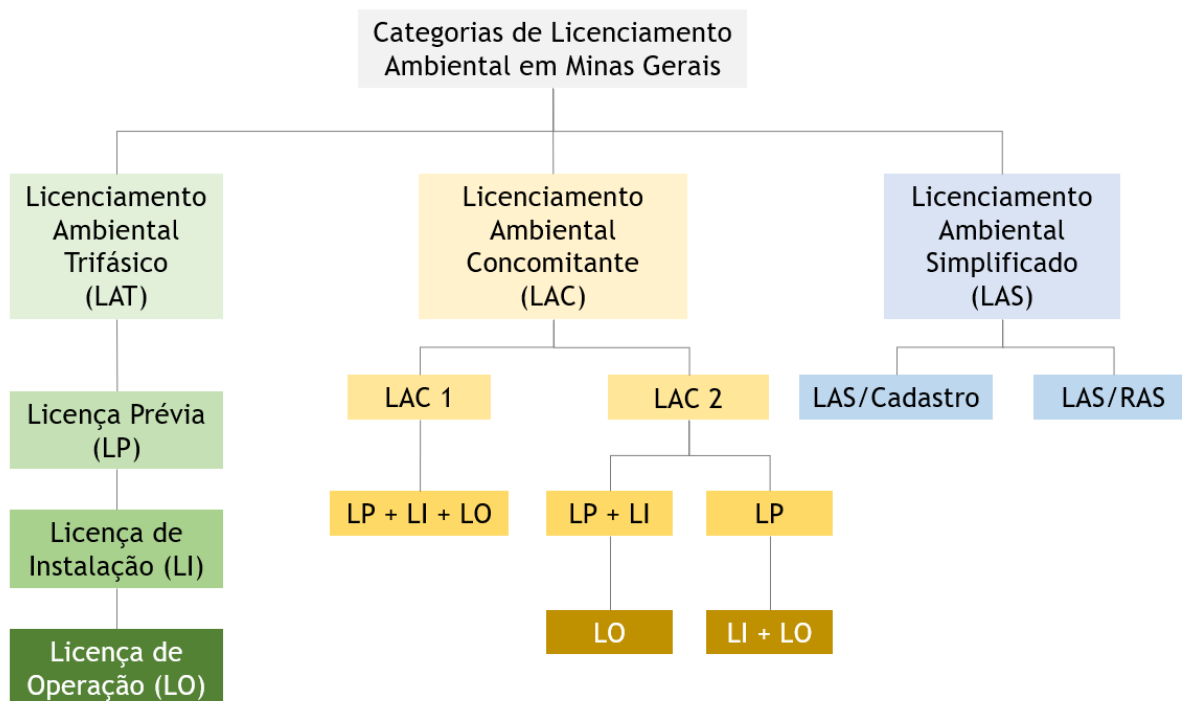 Categorias de Licenciamento
Ambiental em Minas Gerais
Licenciamento
Ambiental
Trifásico
(LAT)
Licença Prévia
(LP)
Licença de
Instalação (LI)
Licença de
Operação (LO)
Licenciamento
Ambiental
Concomitante
(LAC)
LAC 1
LP + LI + LO
LAC 2
LP + LI
LO
LP
LI + LO
Licenciamento
Ambiental
Simplificado
(LAS)
LAS/Cadastro
LAS/RAS